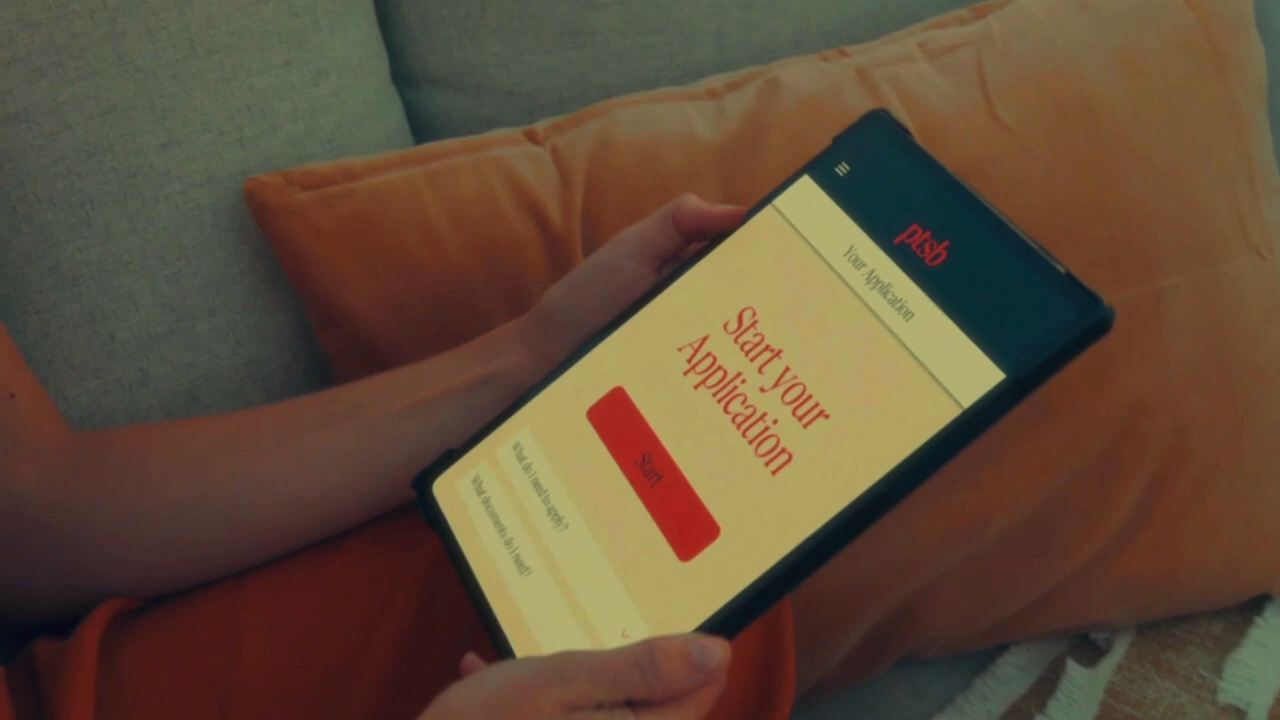 ptsb
Your Application
Start your
Application
Start
What do I need to apply?
What documents do I need?